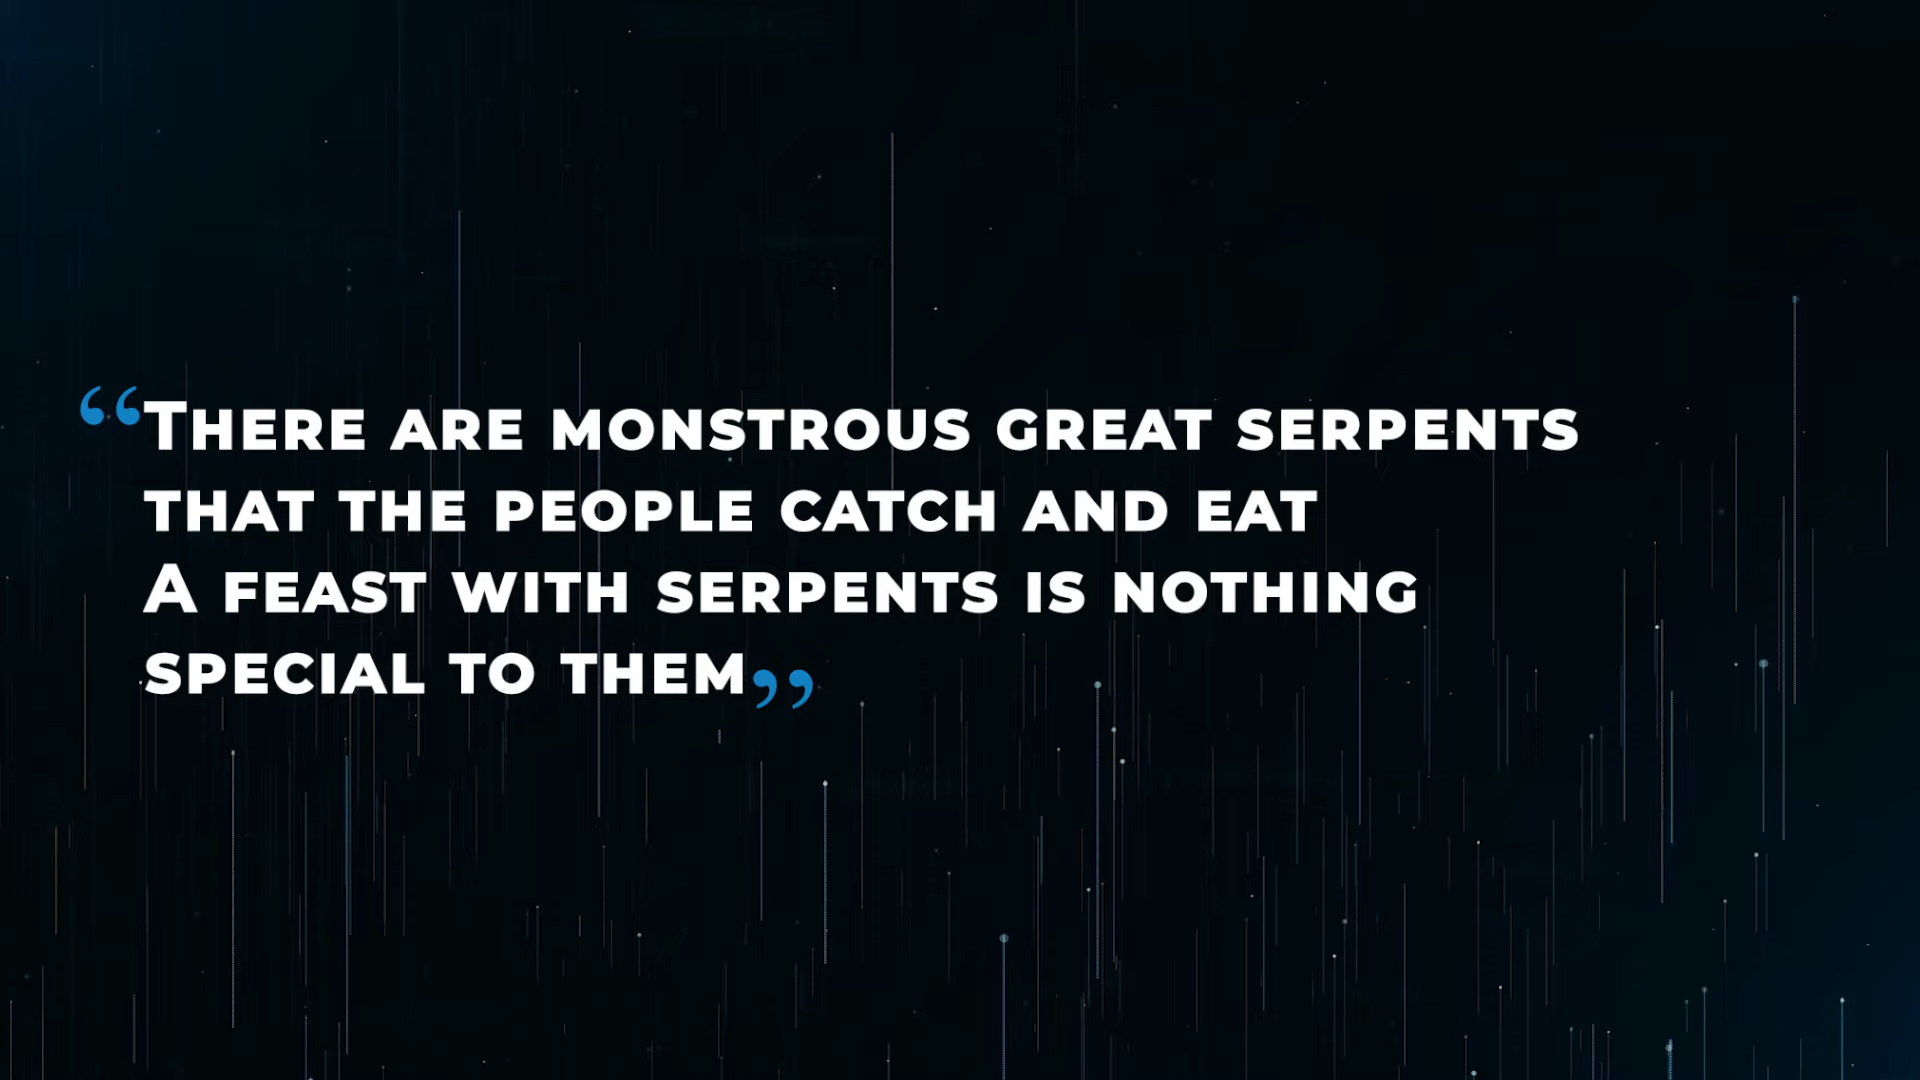 “There are monstrous great serpents
that the people catch and eat
A feast with serpents is nothing
special to them”